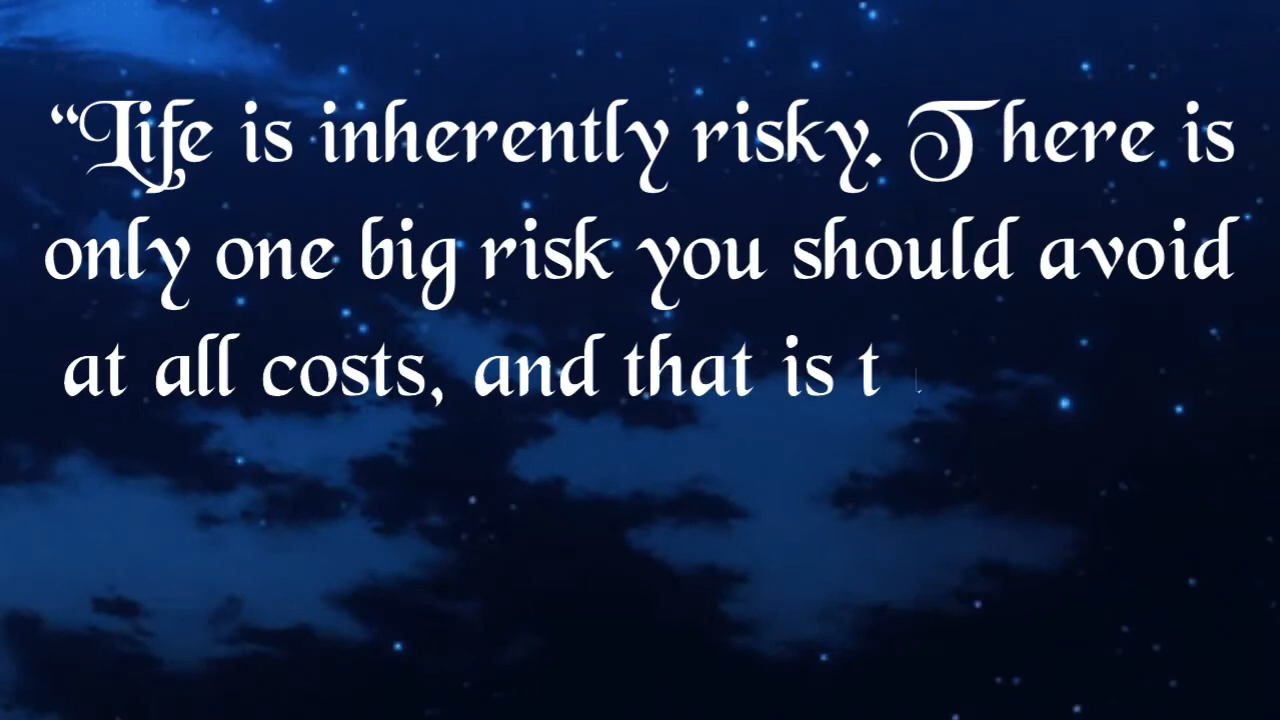 “Life is inherently risky. There is
only one big risk you should avoid
at all costs, and that is t